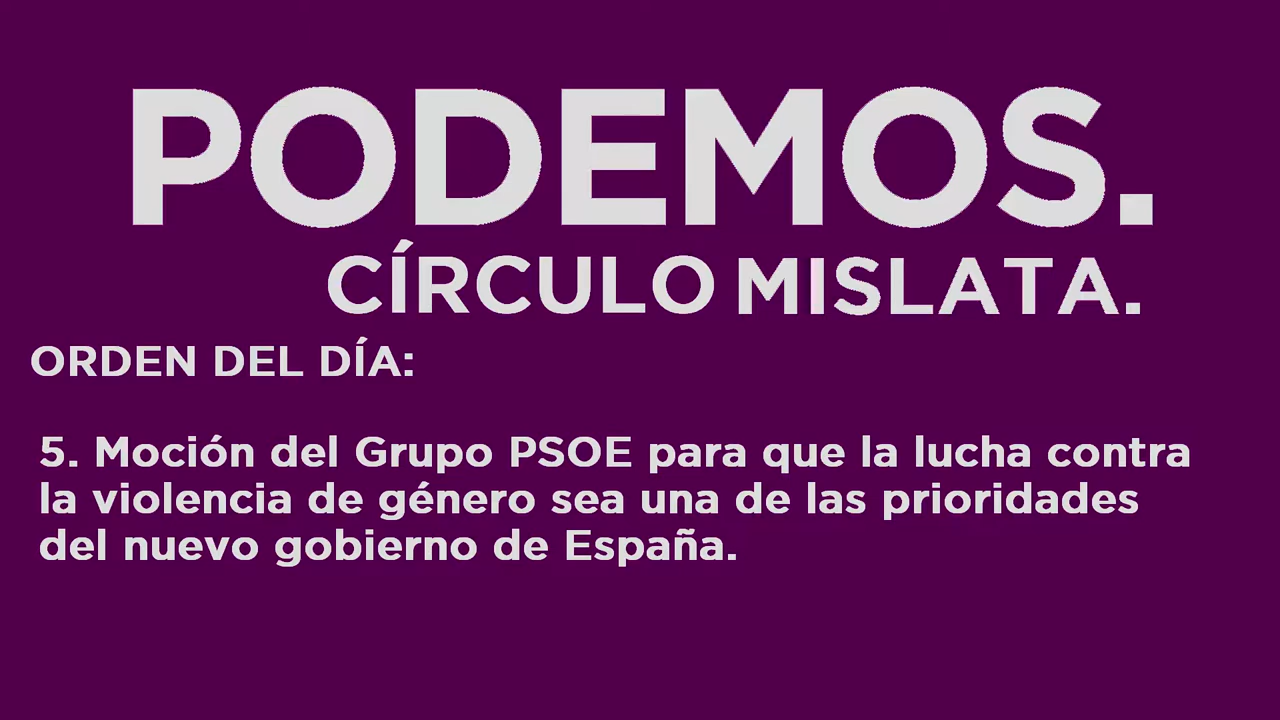 PODEMOS.
CÍRCULO MISLATA.
ORDEN DEL DÍA:
5. Moción del Grupo PSOE para que la lucha contra
la violencia de género sea una de las prioridades
del nuevo gobierno de España.